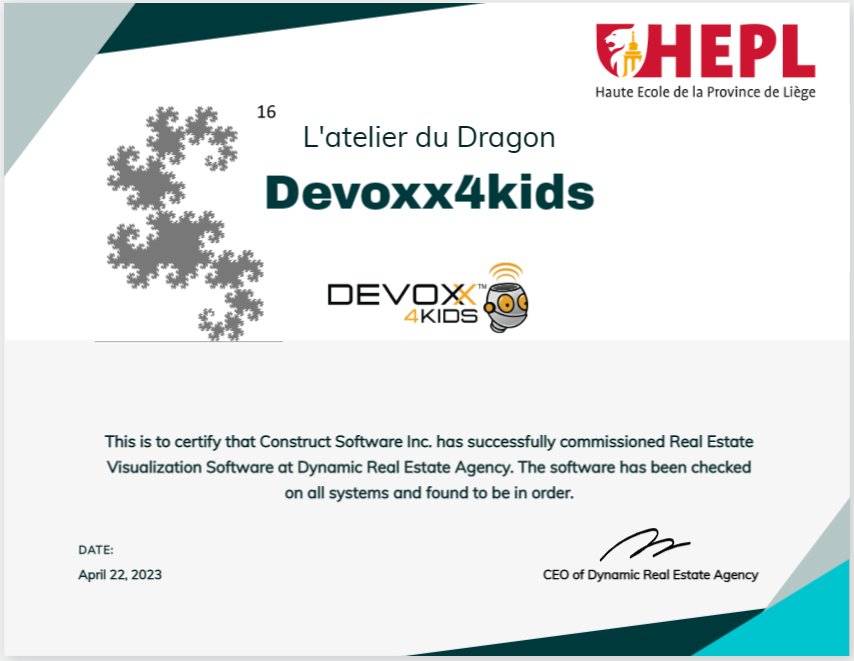 HEPL
Haute Ecole de la Province de Liège
16
L'atelier du Dragon
Devoxx4kids
DEVOXX™
4KIDS
This is to certify that Construct Software Inc. has successfully commissioned Real Estate
Visualization Software at Dynamic Real Estate Agency. The software has been checked
on all systems and found to be in order.
DATE:
April 22, 2023
CEO of Dynamic Real Estate Agency